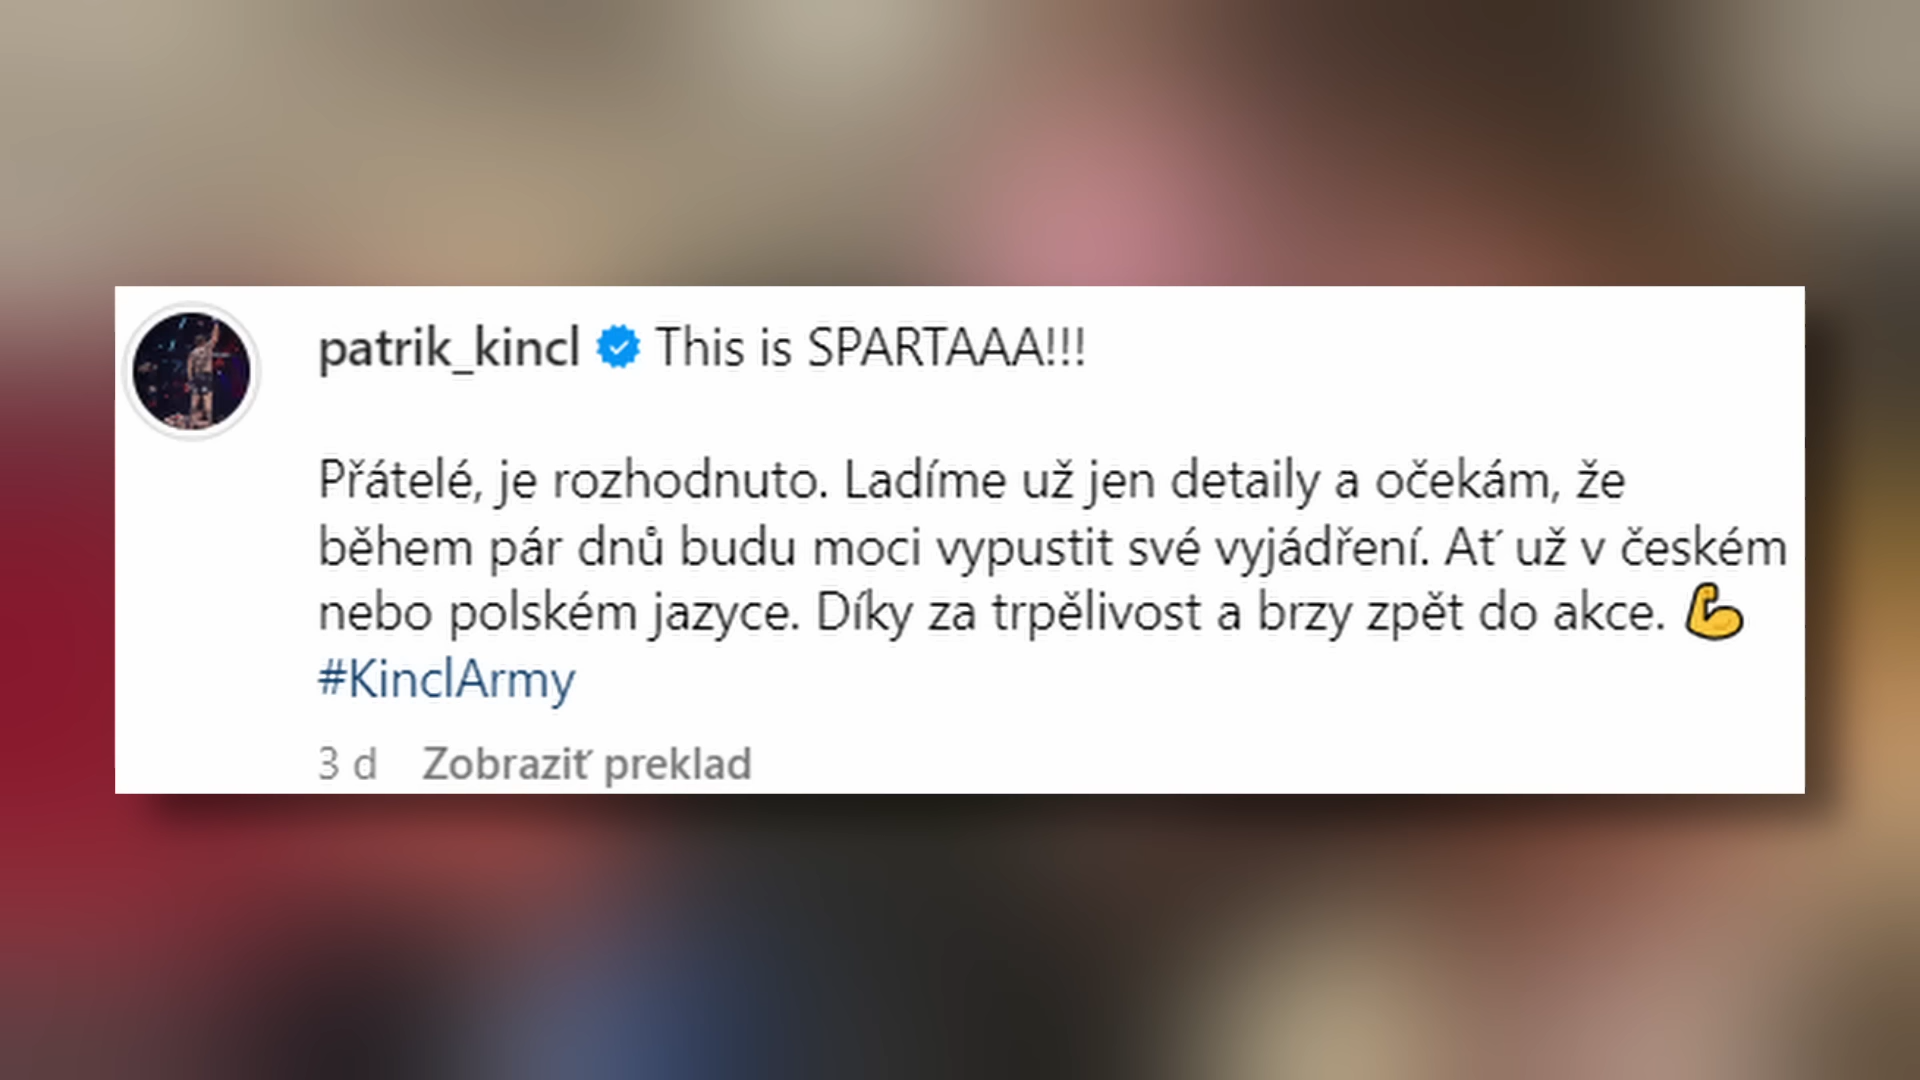 patrik_kincl This is SPARTAAA!!!
Přátelé, je rozhodnuto. Ladíme už jen detaily a očekám, že
během pár dnů budu moci vypustit své vyjádření. Ať už v českém
nebo polském jazyce. Díky za trpělivost a brzy zpět do akce. 💪
#KinclArmy
3 d Zobraziť preklad